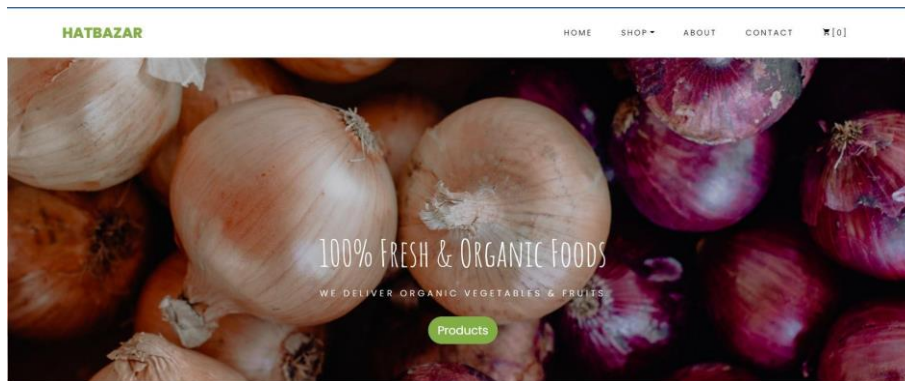 HATBAZAR
HOME SHOP ABOUT CONTACT [0]
100% Fresh & Organic Foods
WE DELIVER ORGANIC VEGETABLES & FRUITS
Products